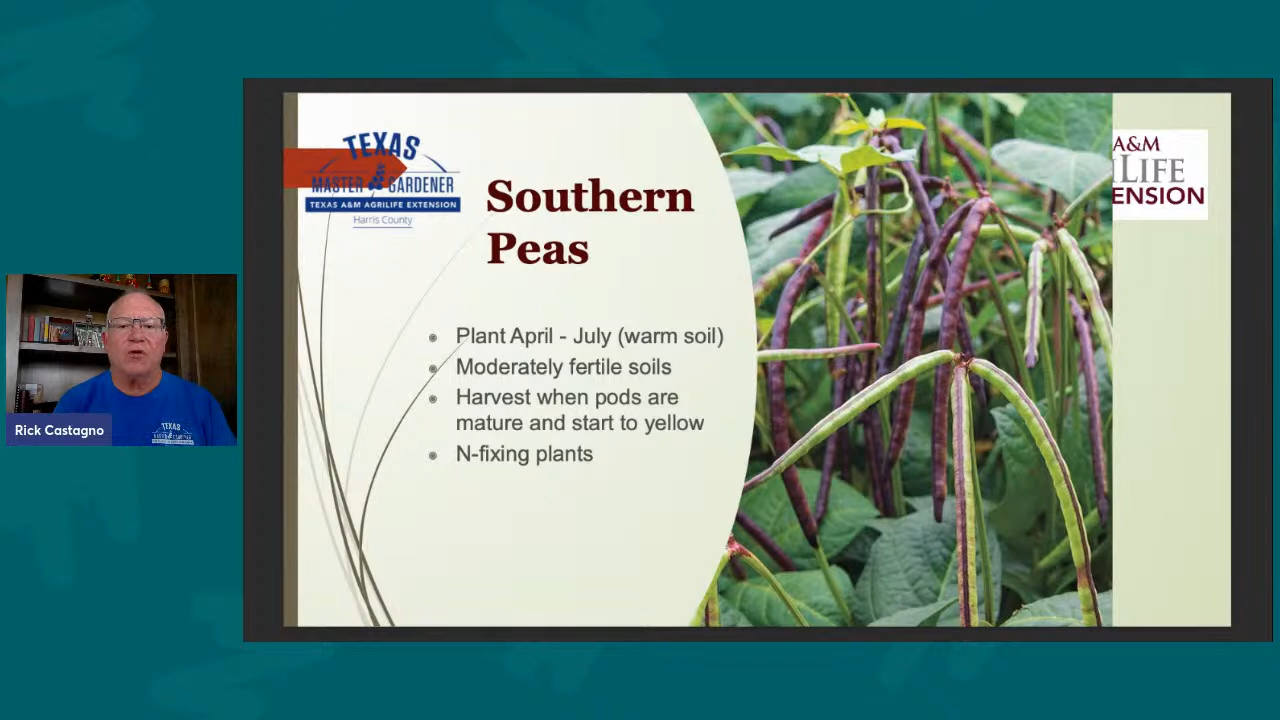 TEXAS
MASTER GARDENER
TEXAS A&M AGRILIFE EXTENSION
Harris County
Southern
Peas
Plant April - July (warm soil)
Moderately fertile soils
Harvest when pods are
mature and start to yellow
N-fixing plants
A&M
LIFE
ENSION
Rick Castagno
TEXAS